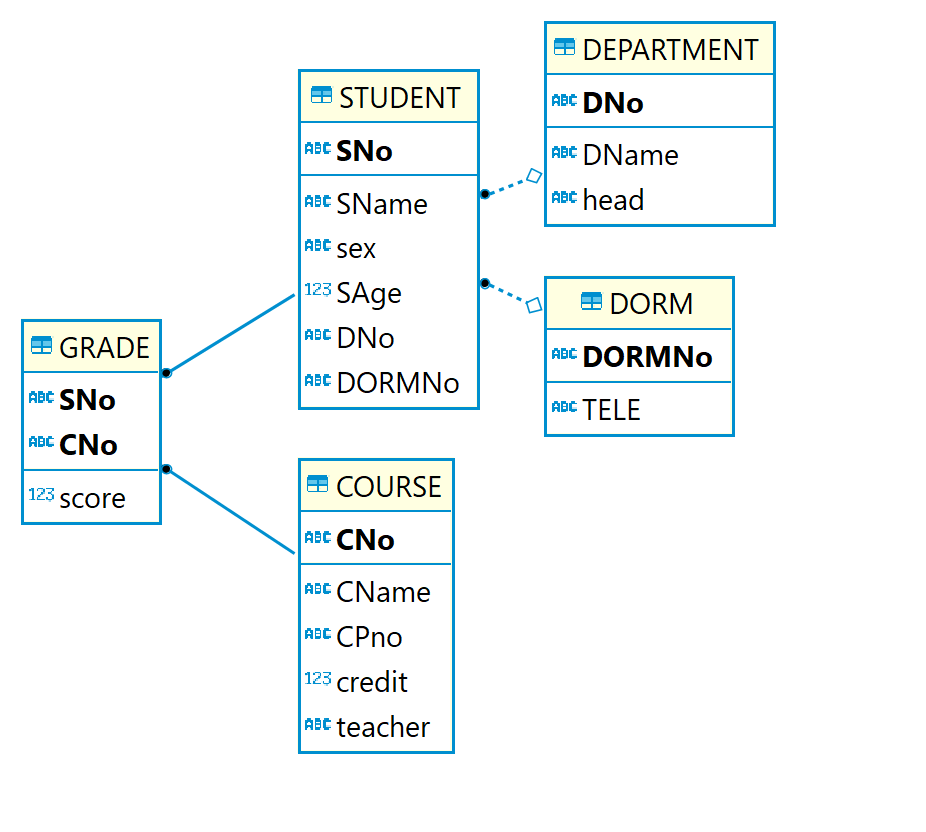 DEPARTMENT
ABC DNo
ABC DName
ABC head
STUDENT
ABC SNo
ABC SName
ABC sex
123 SAge
ABC DNo
ABC DORMNo
DORM
ABC DORMNo
ABC TELE
GRADE
ABC SNo
ABC CNo
123 score
COURSE
ABC CNo
ABC CName
ABC CPno
123 credit
ABC teacher